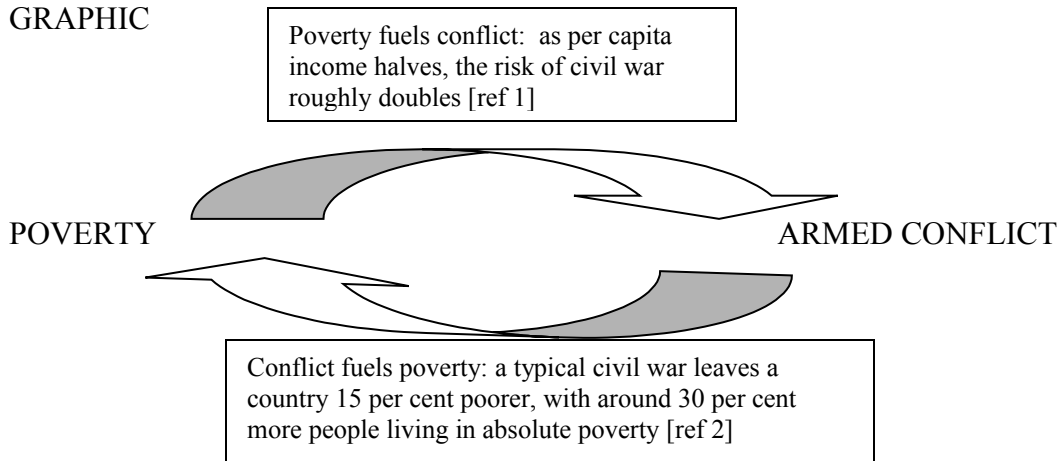 GRAPHIC
Poverty fuels conflict:  as per capita
income halves, the risk of civil war
roughly doubles [ref 1]
POVERTY
ARMED CONFLICT
Conflict fuels poverty: a typical civil war leaves a
country 15 per cent poorer, with around 30 per cent
more people living in absolute poverty [ref 2]